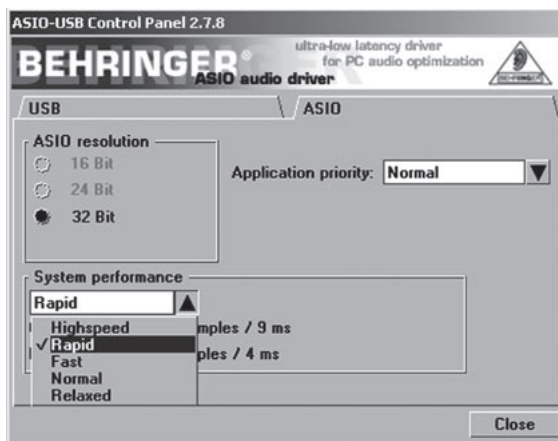 ASIO-USB Control Panel 2.7.8
BEHRINGER®
ultra-low latency driver
for PC audio optimization
ASIO audio driver
BEHRINGER
USB
ASIO
ASIO resolution
16 Bit
24 Bit
32 Bit
Application priority: Normal
System performance
Rapid
Highspeed
✓Rapid
Fast
Normal
Relaxed
/ 9 ms
/ 4 ms
Close